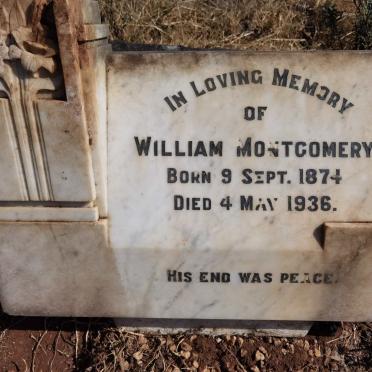 IN LOVING MEMORY
OF
WILLIAM MONTGOMERY
BORN 9 SEPT. 1874
DIED 4 MAY 1936.
HIS END WAS PEACE.